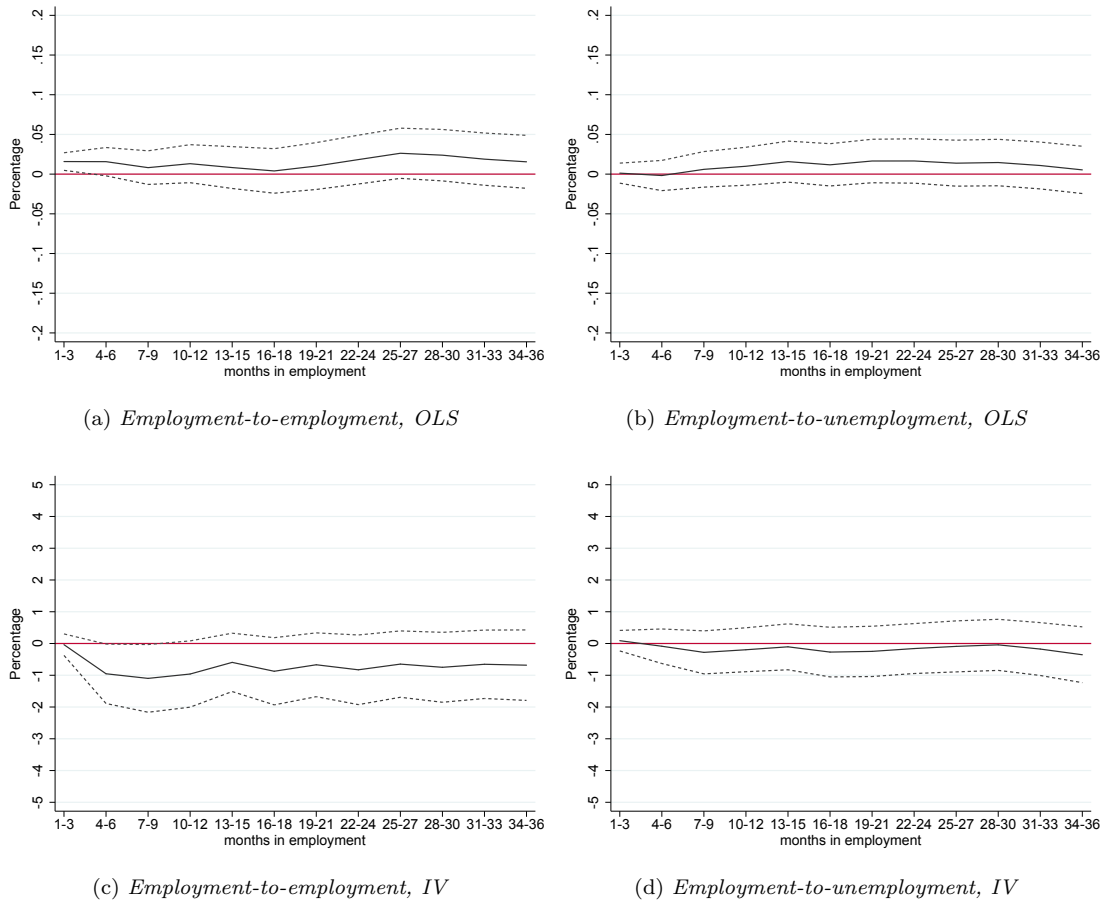 .2
.15
.1
.05
0
-.05
-.1
-.15
-.2
Percentage
1-3 4-6 7-9 10-12 13-15 16-18 19-21 22-24 25-27 28-30 31-33 34-36
months in employment
(a) Employment-to-employment, OLS
.2
.15
.1
.05
0
-.05
-.1
-.15
-.2
Percentage
1-3 4-6 7-9 10-12 13-15 16-18 19-21 22-24 25-27 28-30 31-33 34-36
months in employment
(b) Employment-to-unemployment, OLS
5
4
3
2
1
0
-1
-2
-3
-4
-5
Percentage
1-3 4-6 7-9 10-12 13-15 16-18 19-21 22-24 25-27 28-30 31-33 34-36
months in employment
(c) Employment-to-employment, IV
5
4
3
2
1
0
-1
-2
-3
-4
-5
Percentage
1-3 4-6 7-9 10-12 13-15 16-18 19-21 22-24 25-27 28-30 31-33 34-36
months in employment
(d) Employment-to-unemployment, IV